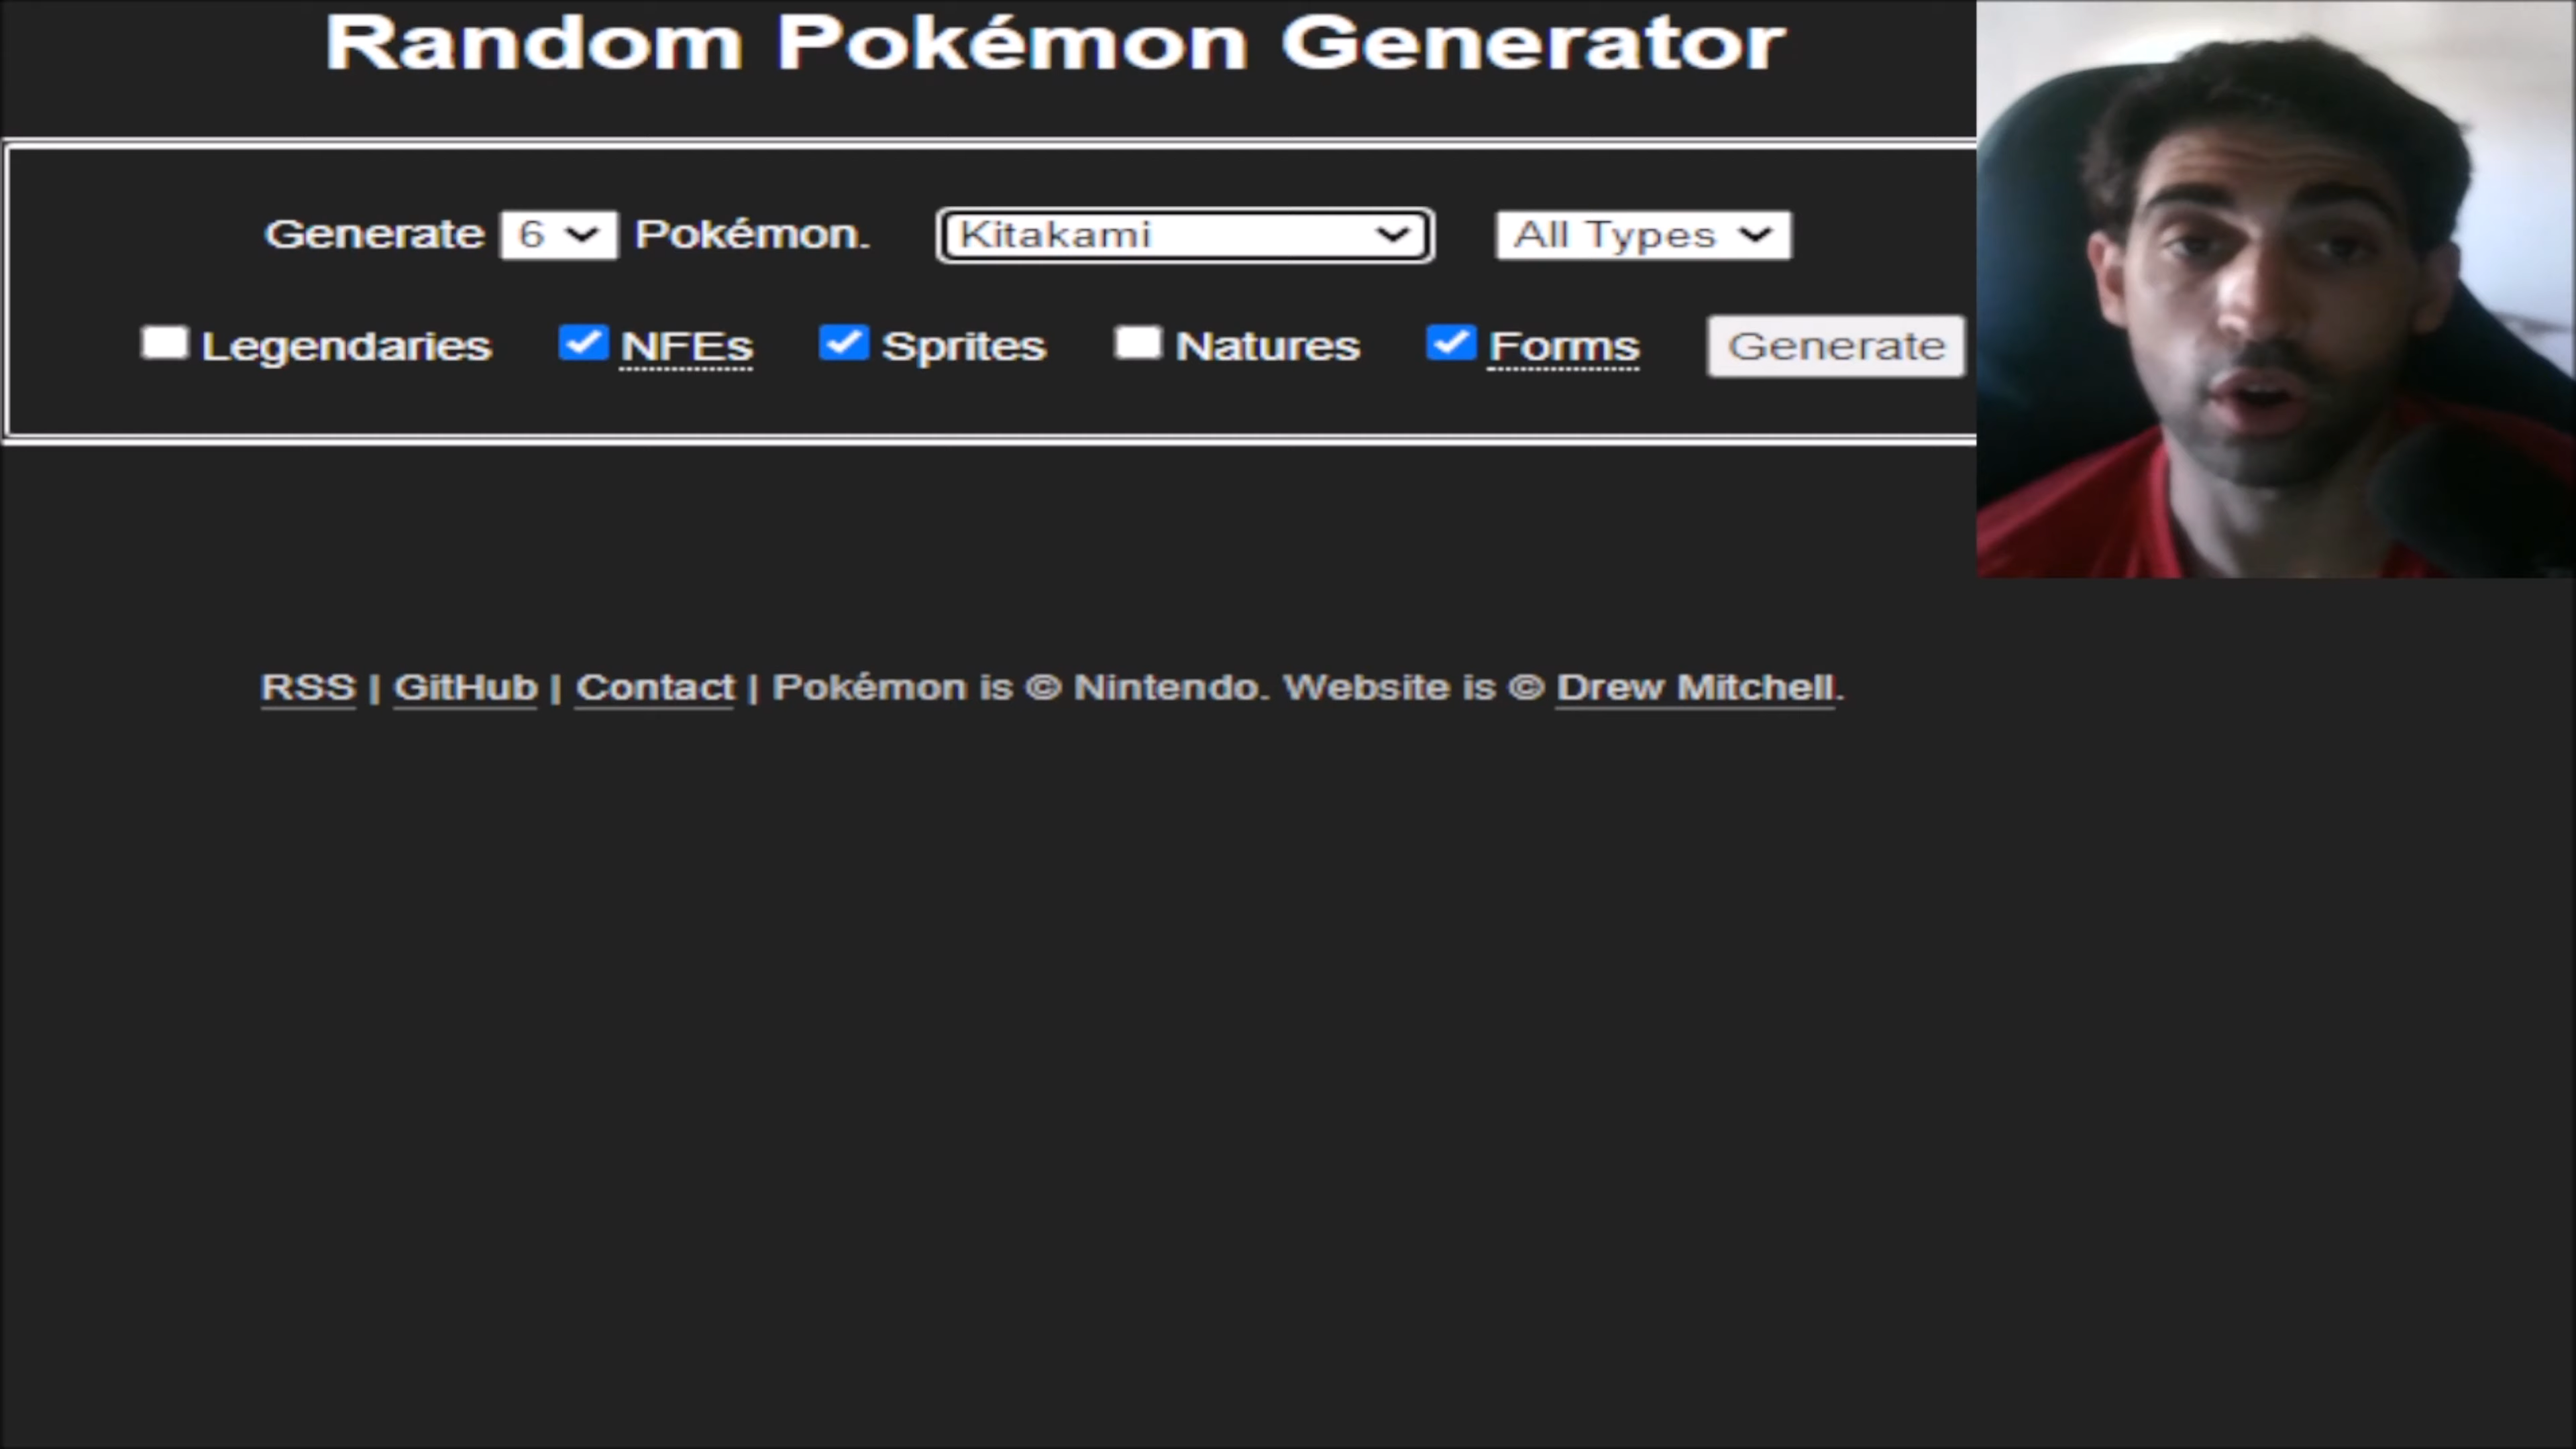 Random Pokémon Generator
Generate 6 Pokémon. Kitakami All Types
Legendaries NFEs Sprites Natures Forms Generate
RSS | GitHub | Contact | Pokémon is © Nintendo. Website is © Drew Mitchell.